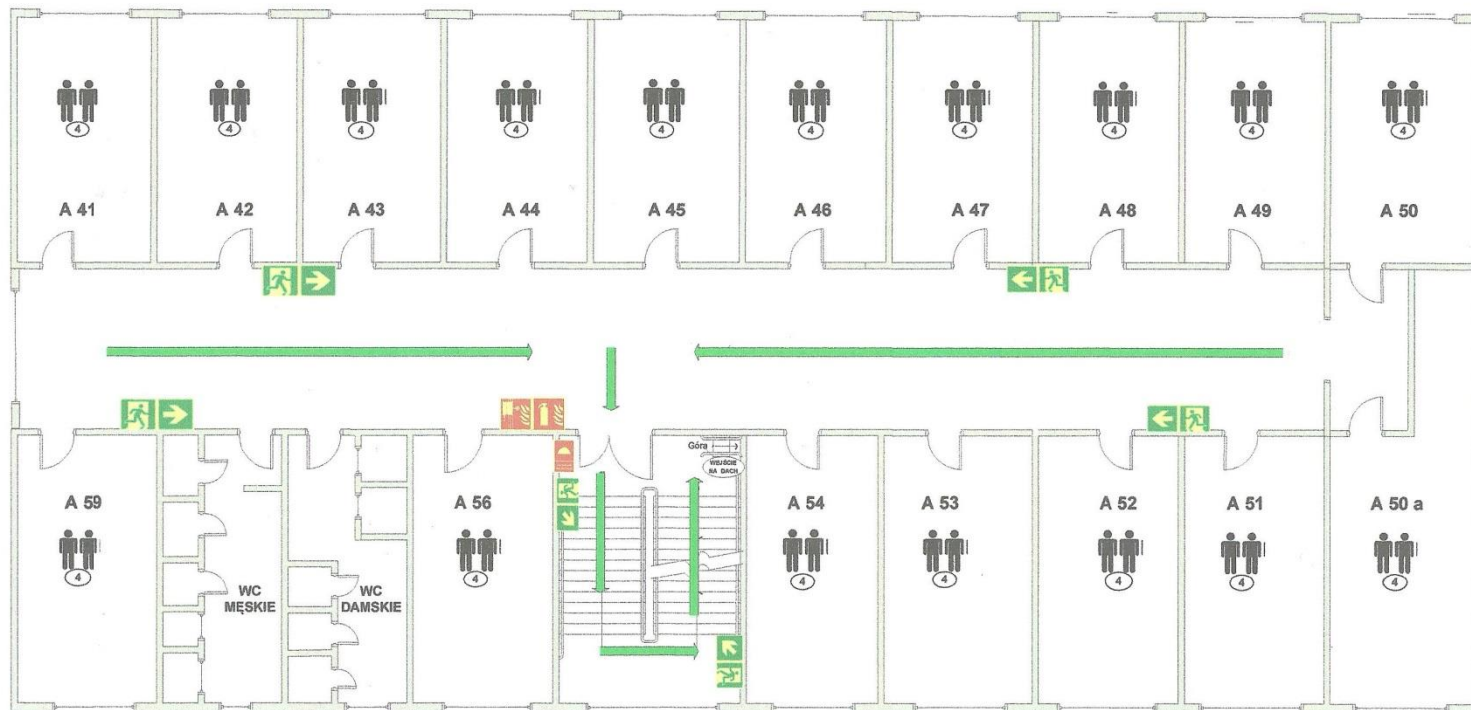 4 4 4 4 4 4 4 4 4 4
A 41 A 42 A 43 A 44 A 45 A 46 A 47 A 48 A 49 A 50
Góra
WEJŚCIE
NA DACH
A 59 A 56 A 54 A 53 A 52 A 51 A 50 a
4 4 4 4 4 4 4
WC
MĘSKIE
WC
DAMSKIE